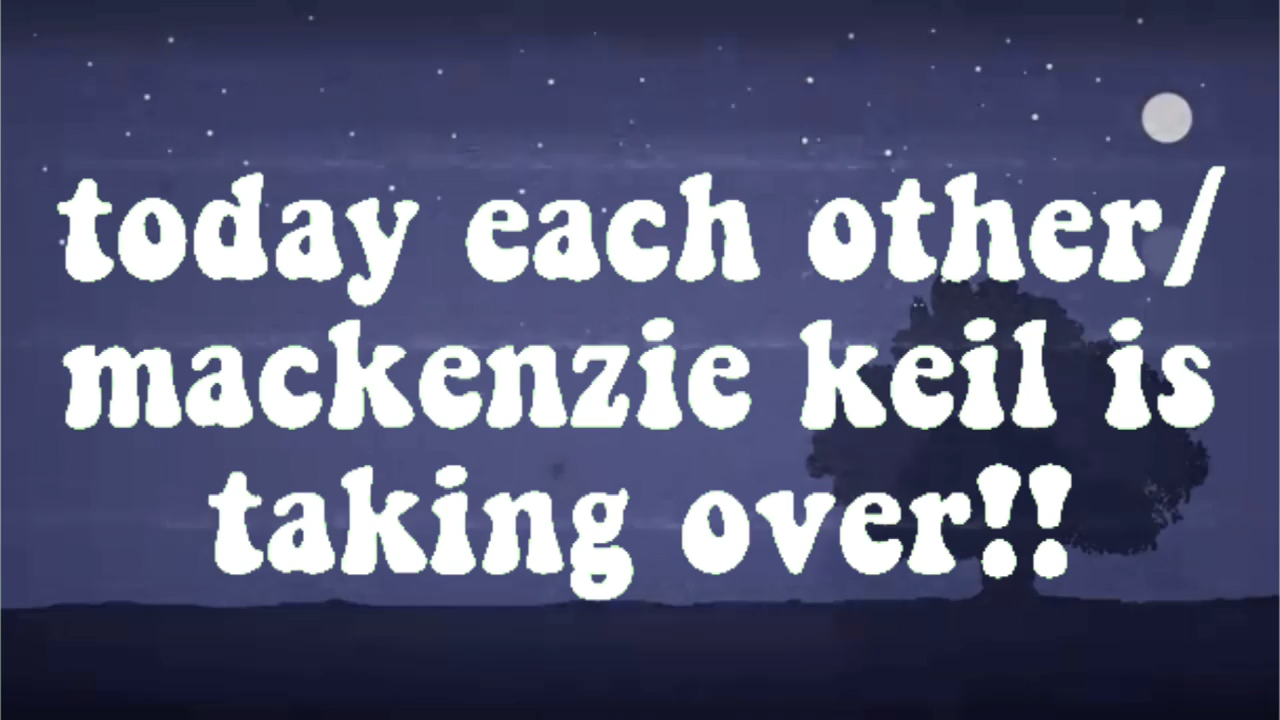 today each other/
mackenzie keil is
taking over!!